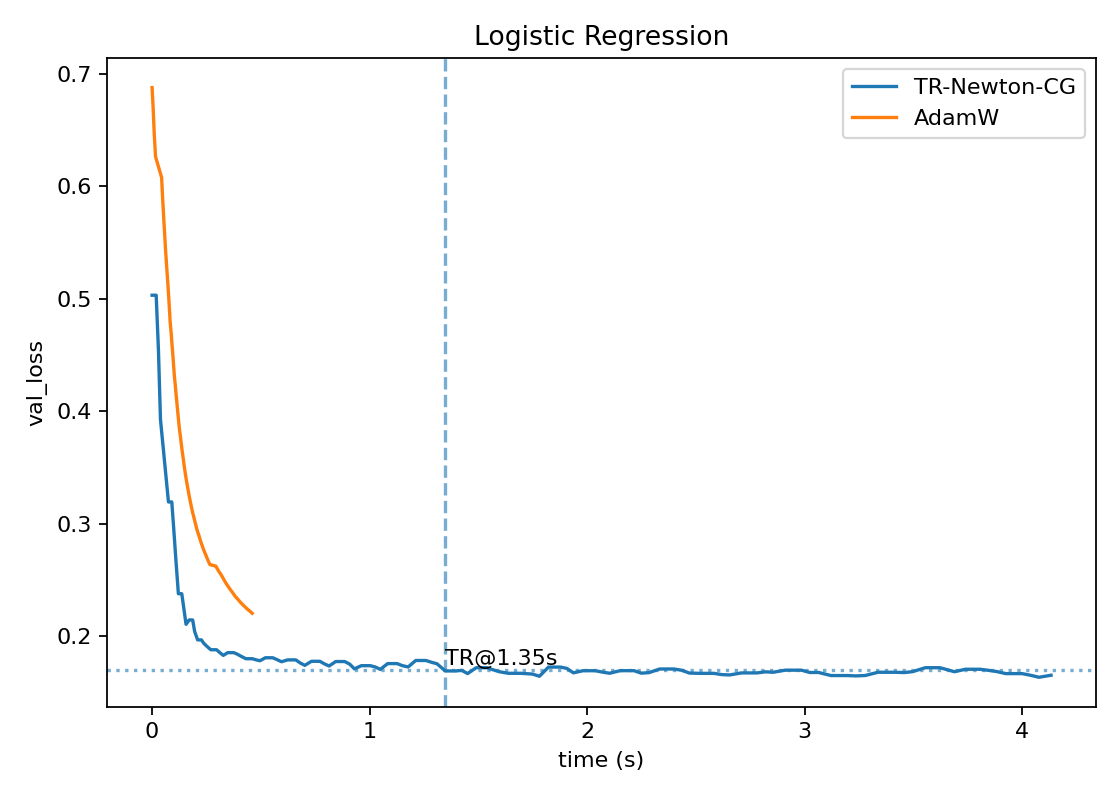 Logistic Regression
TR-Newton-CG
AdamW
val_loss
0.7
0.6
0.5
0.4
0.3
0.2
TR@1.35s
0
1
2
3
4
time (s)